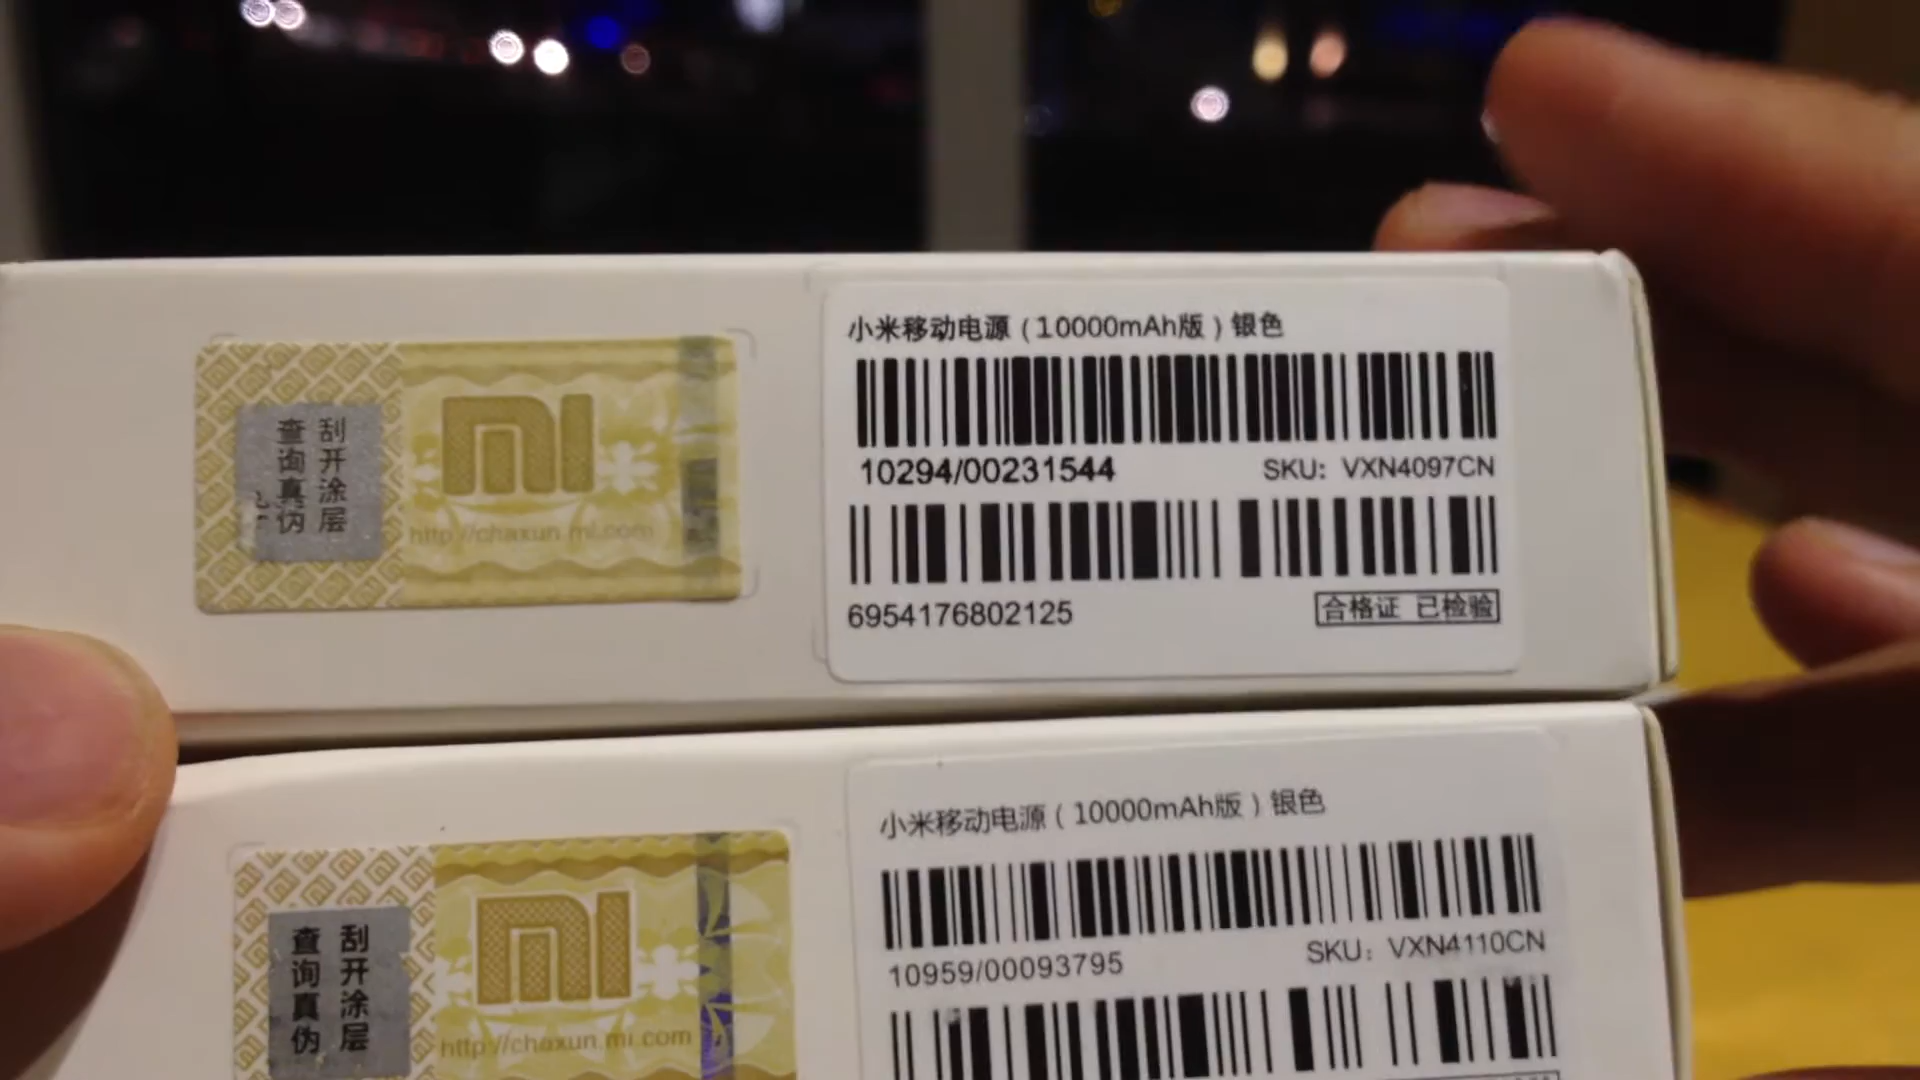 小米移动电源（10000mAh版）银色
10294/00231544
SKU: VXN4097CN
6954176802125
合格证 已检验
刮开涂层
查询真伪
mi
http://chaxun.mi.com
小米移动电源（10000mAh版）银色
10959/00093795
SKU: VXN4110CN
刮开涂层
查询真伪
mi
http://chaxun.mi.com